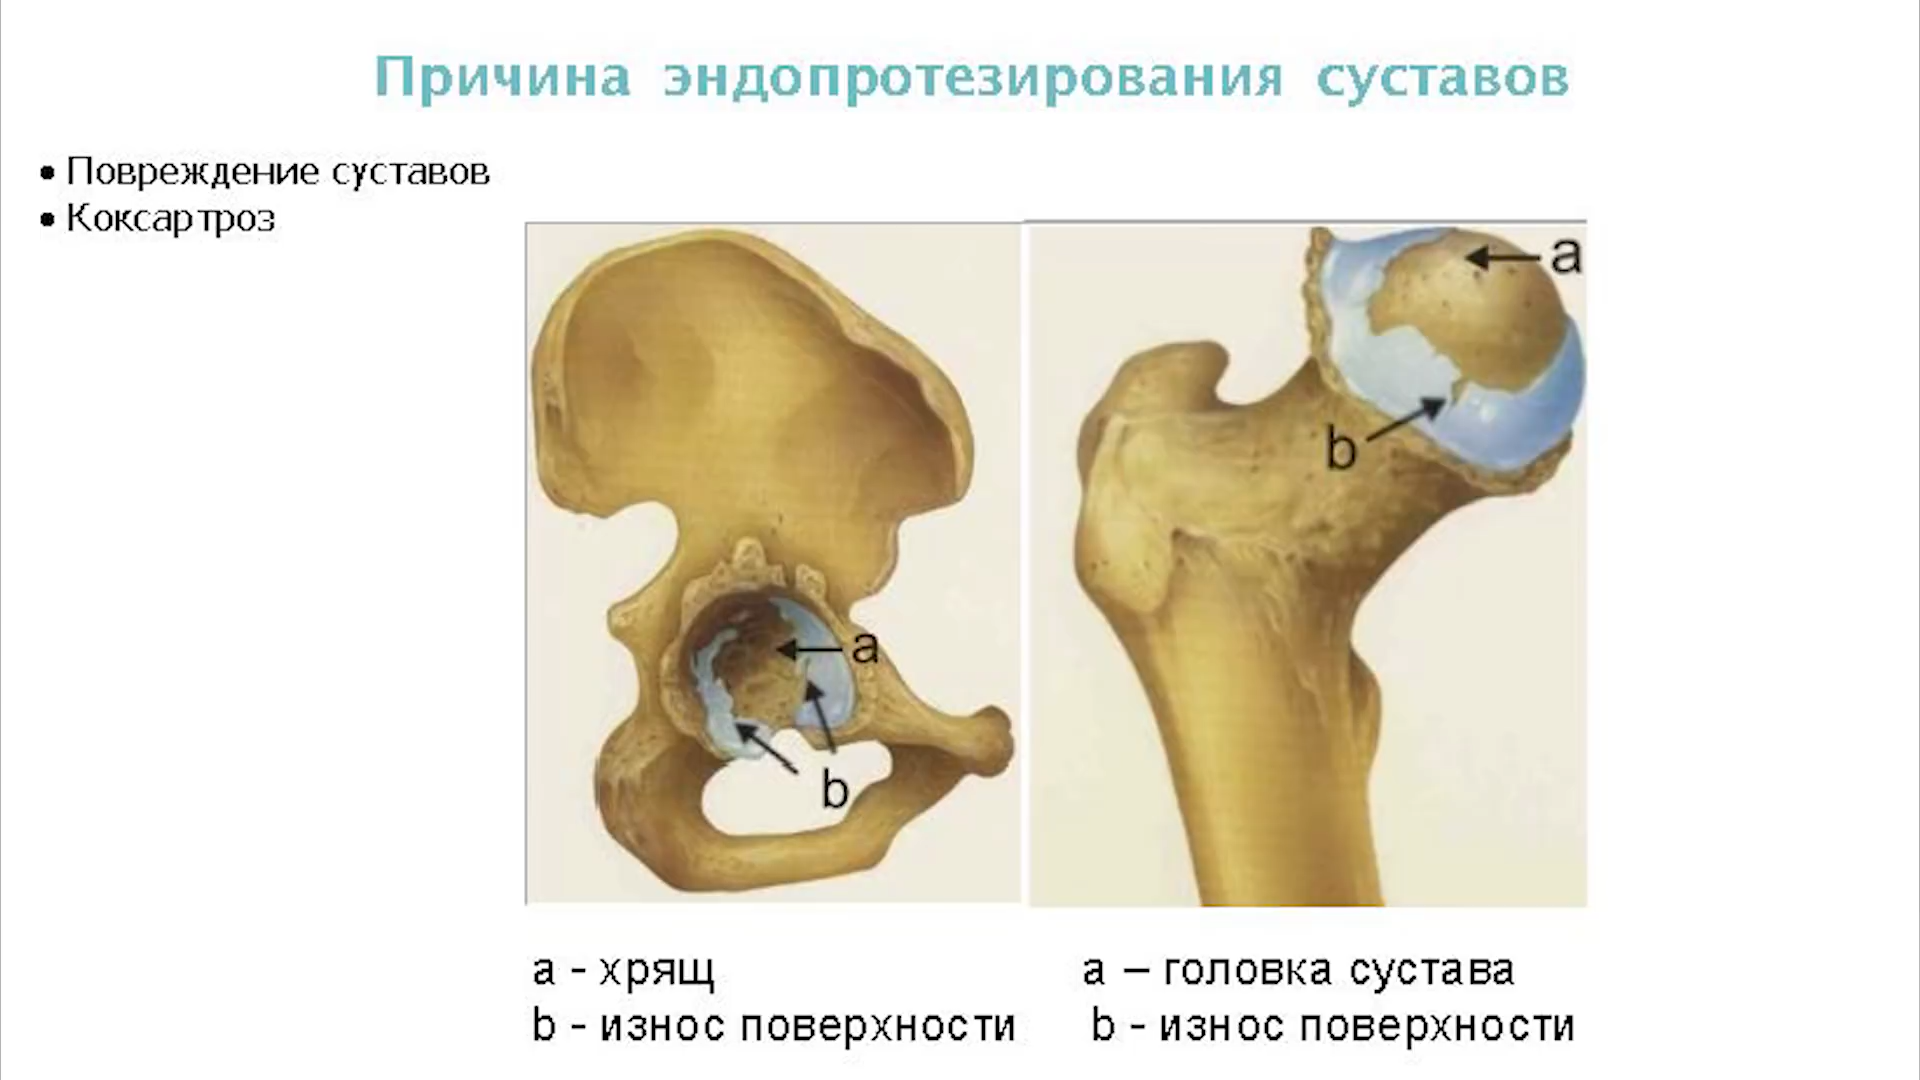 Причина эндопротезирования суставов
• Повреждение суставов
• Коксартроз
a
b
a
b
a - хрящ
b - износ поверхности
a – головка сустава
b - износ поверхности